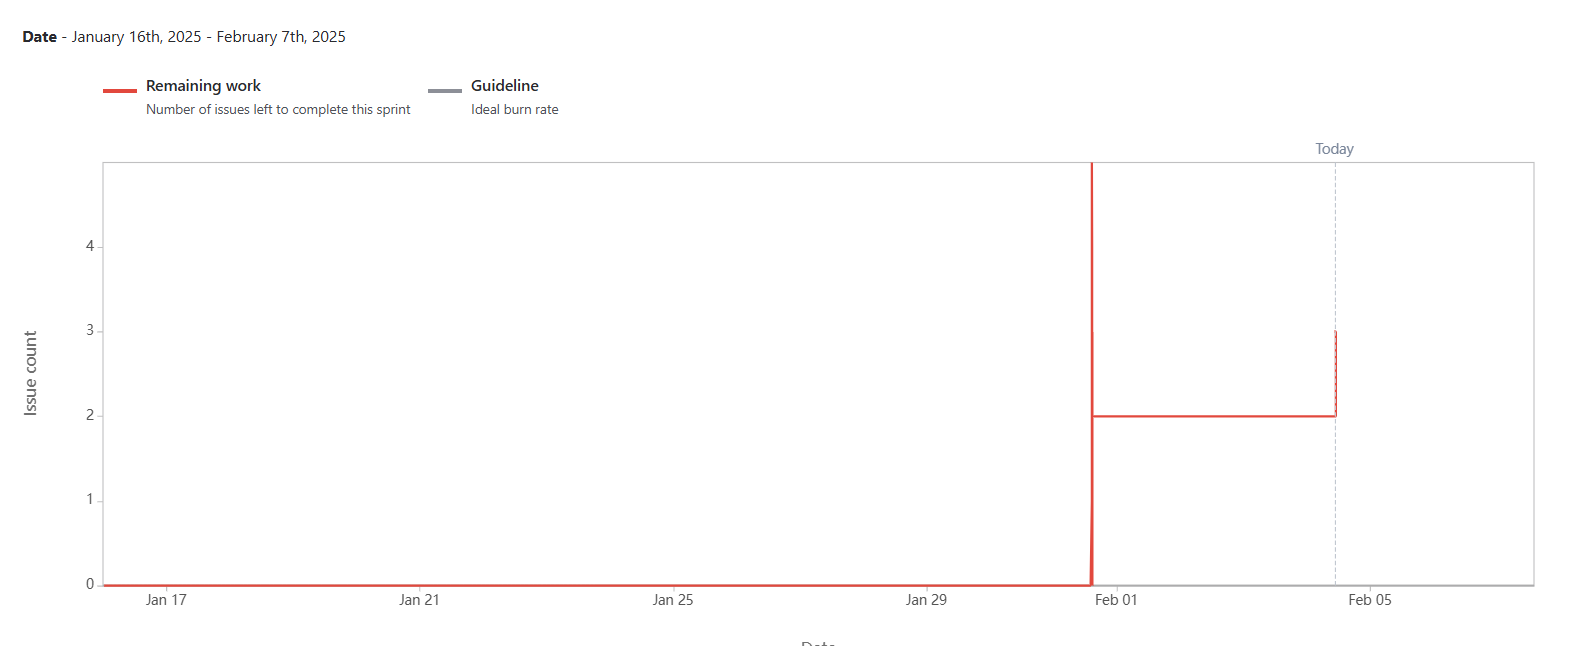 Date - January 16th, 2025 - February 7th, 2025
Remaining work
Number of issues left to complete this sprint
Guideline
Ideal burn rate
Today
Issue count
4
3
2
1
0
Jan 17
Jan 21
Jan 25
Jan 29
Feb 01
Feb 05
Date